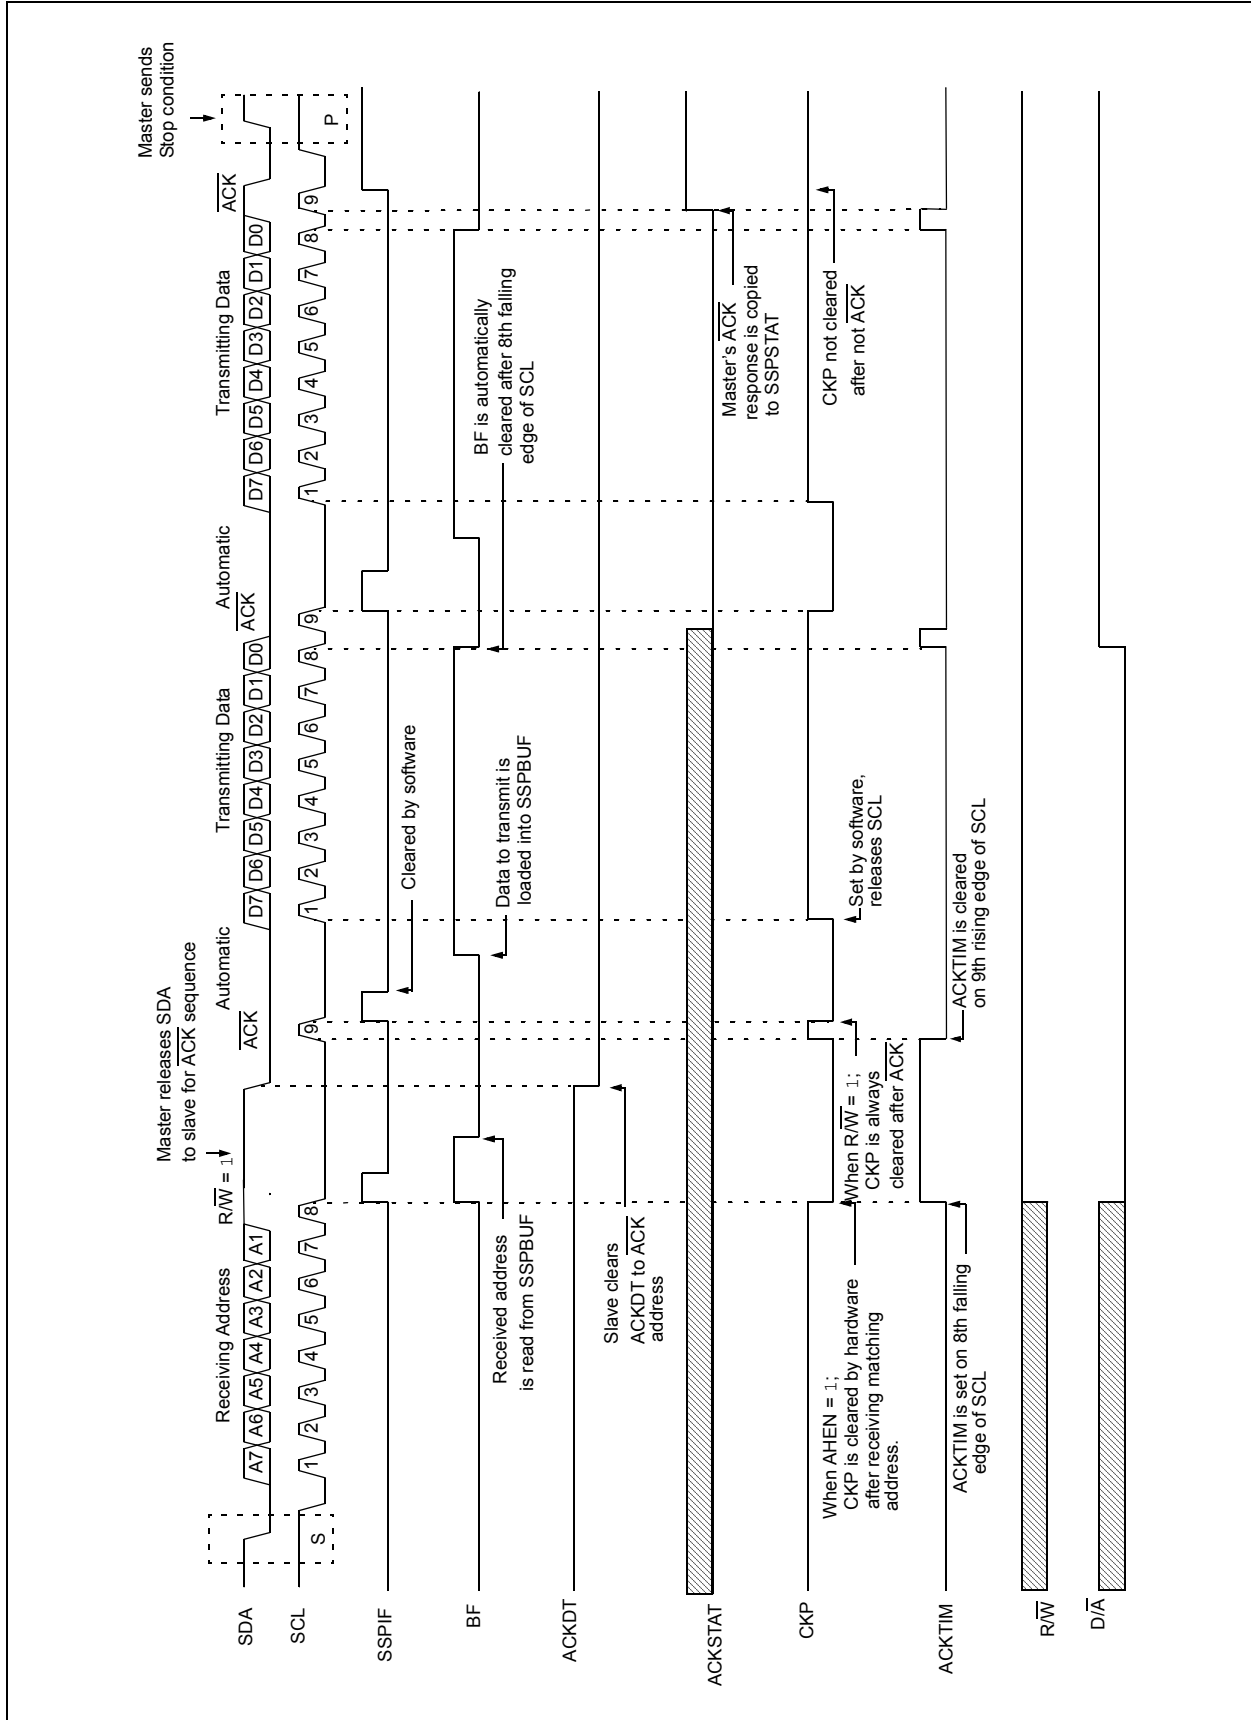 Master sends
Stop condition
Master releases SDA
to slave for ACK sequence
Receiving Address
R/W = 1
ACK
Automatic
Transmitting Data
ACK
Automatic
Transmitting Data
ACK
SDA
A7 A6 A5 A4 A3 A2 A1
D7 D6 D5 D4 D3 D2 D1 D0
D7 D6 D5 D4 D3 D2 D1 D0
SCL
S
1 2 3 4 5 6 7 8 9
1 2 3 4 5 6 7 8 9
1 2 3 4 5 6 7 8 9
P
SSPIF
Cleared by software
BF
Received address
is read from SSPBUF
Data to transmit is
loaded into SSPBUF
BF is automatically
cleared after 8th falling
edge of SCL
ACKDT
Slave clears
ACKDT to ACK
address
ACKSTAT
Master's ACK
response is copied
to SSPSTAT
CKP
When AHEN = 1;
CKP is cleared by hardware
after receiving matching
address.
When R/W = 1;
CKP is always
cleared after ACK
Set by software,
releases SCL
CKP not cleared
after not ACK
ACKTIM
ACKTIM is set on 8th falling
edge of SCL
ACKTIM is cleared
on 9th rising edge of SCL
R/W
D/A